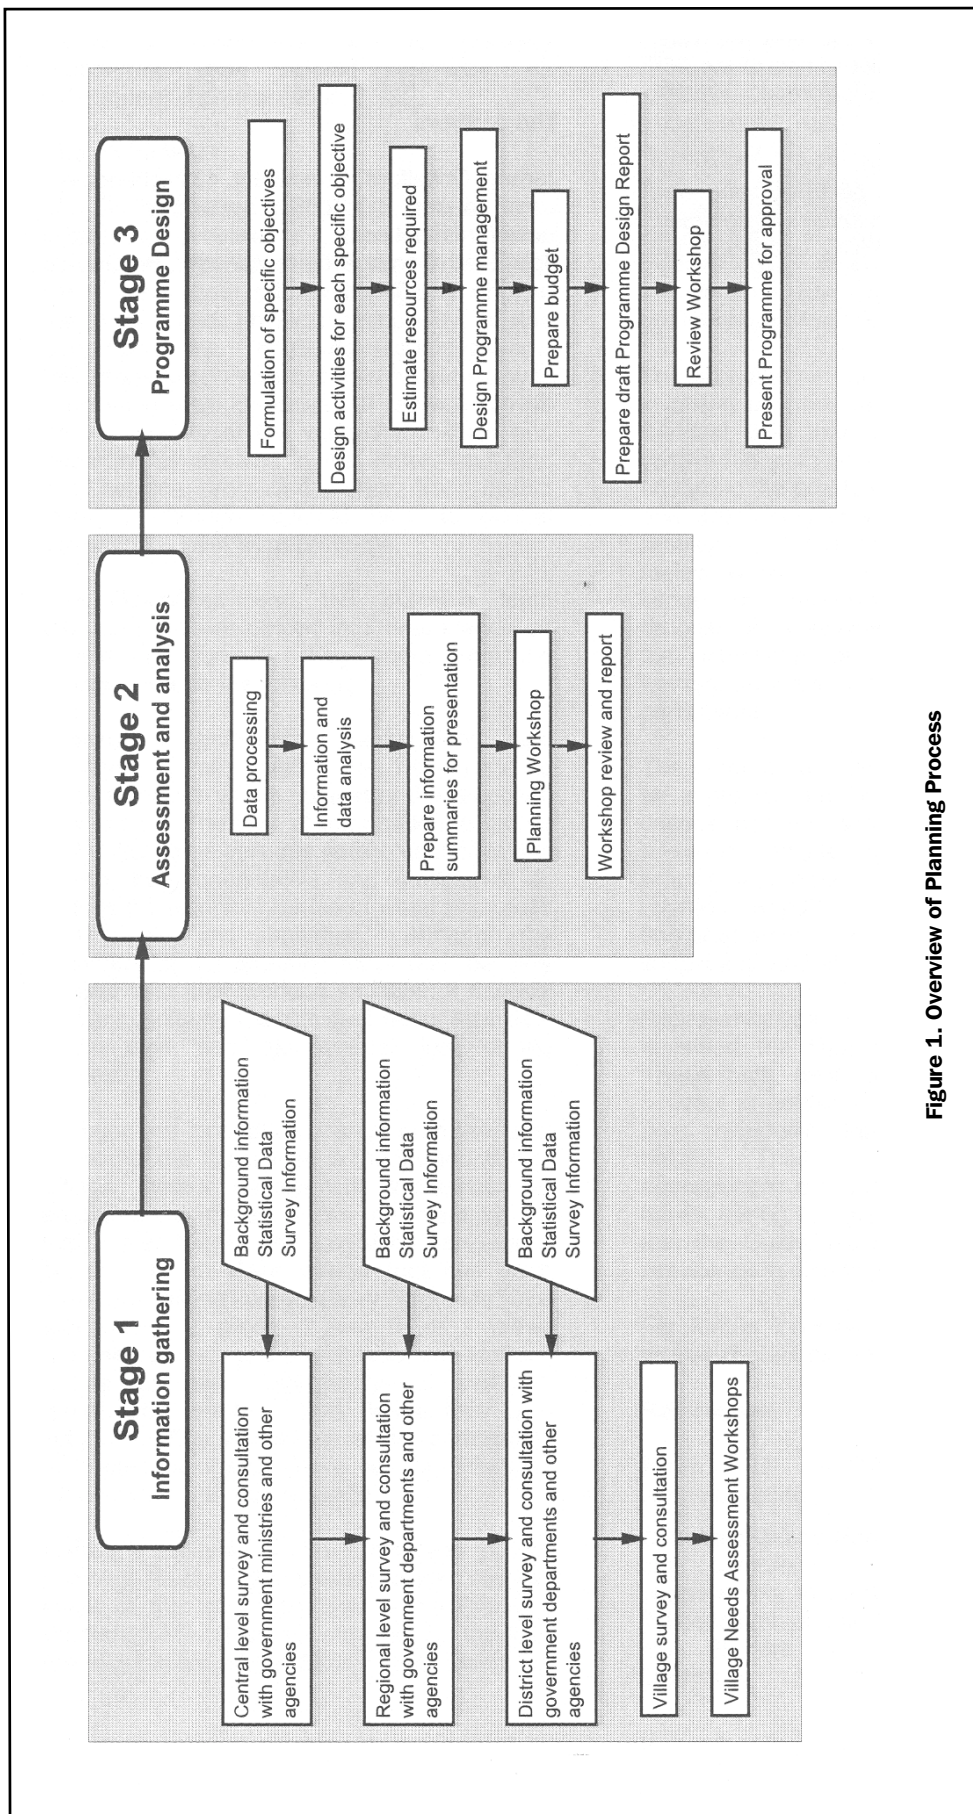 Stage 1
Information gathering
Central level survey and consultation
with government ministries and other
agencies
Background information
Statistical Data
Survey Information
Regional level survey and consultation
with government departments and other
agencies
Background information
Statistical Data
Survey Information
District level survey and consultation with
government departments and other
agencies
Background information
Statistical Data
Survey Information
Village survey and consultation
Village Needs Assessment Workshops
Stage 2
Assessment and analysis
Data processing
Information and
data analysis
Prepare information
summaries for presentation
Planning Workshop
Workshop review and report
Stage 3
Programme Design
Formulation of specific objectives
Design activities for each specific objective
Estimate resources required
Design Programme management
Prepare budget
Prepare draft Programme Design Report
Review Workshop
Present Programme for approval
Figure 1. Overview of Planning Process